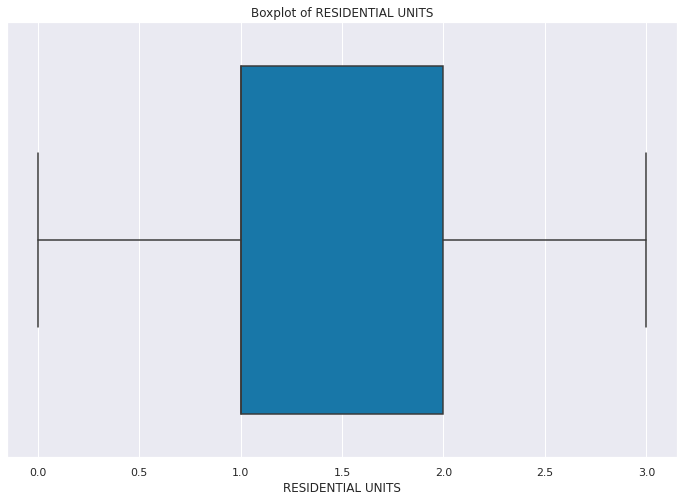 Boxplot of RESIDENTIAL UNITS
0.0 0.5 1.0 1.5 2.0 2.5 3.0
RESIDENTIAL UNITS